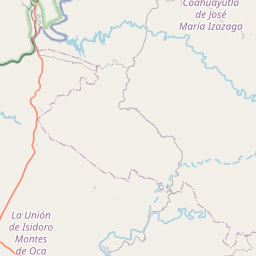 Coahuayutla
de José
María Izazaga
La Unión
de Isidoro
Montes
de Oca